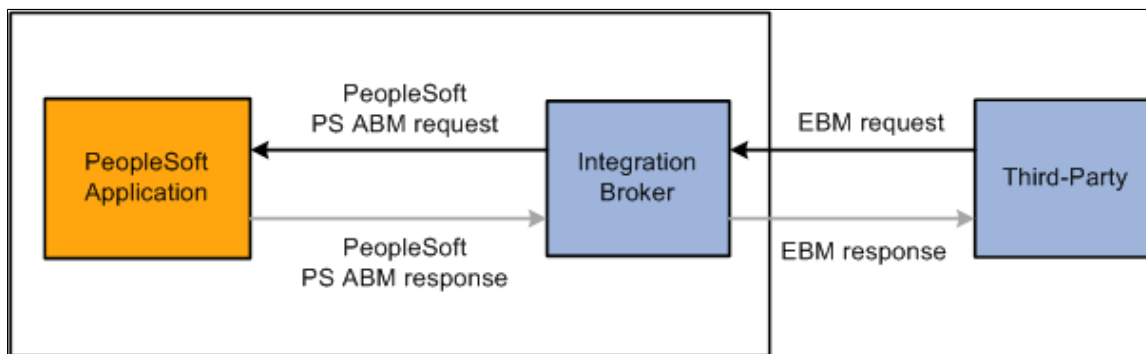 PeopleSoft
Application
PeopleSoft
PS ABM request
PeopleSoft
PS ABM response
Integration
Broker
EBM request
EBM response
Third-Party